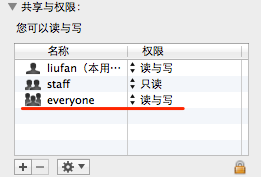 共享与权限：
您可以读与写
名称 权限
liufan（本用⋯ 读与写
staff 只读
everyone 读与写